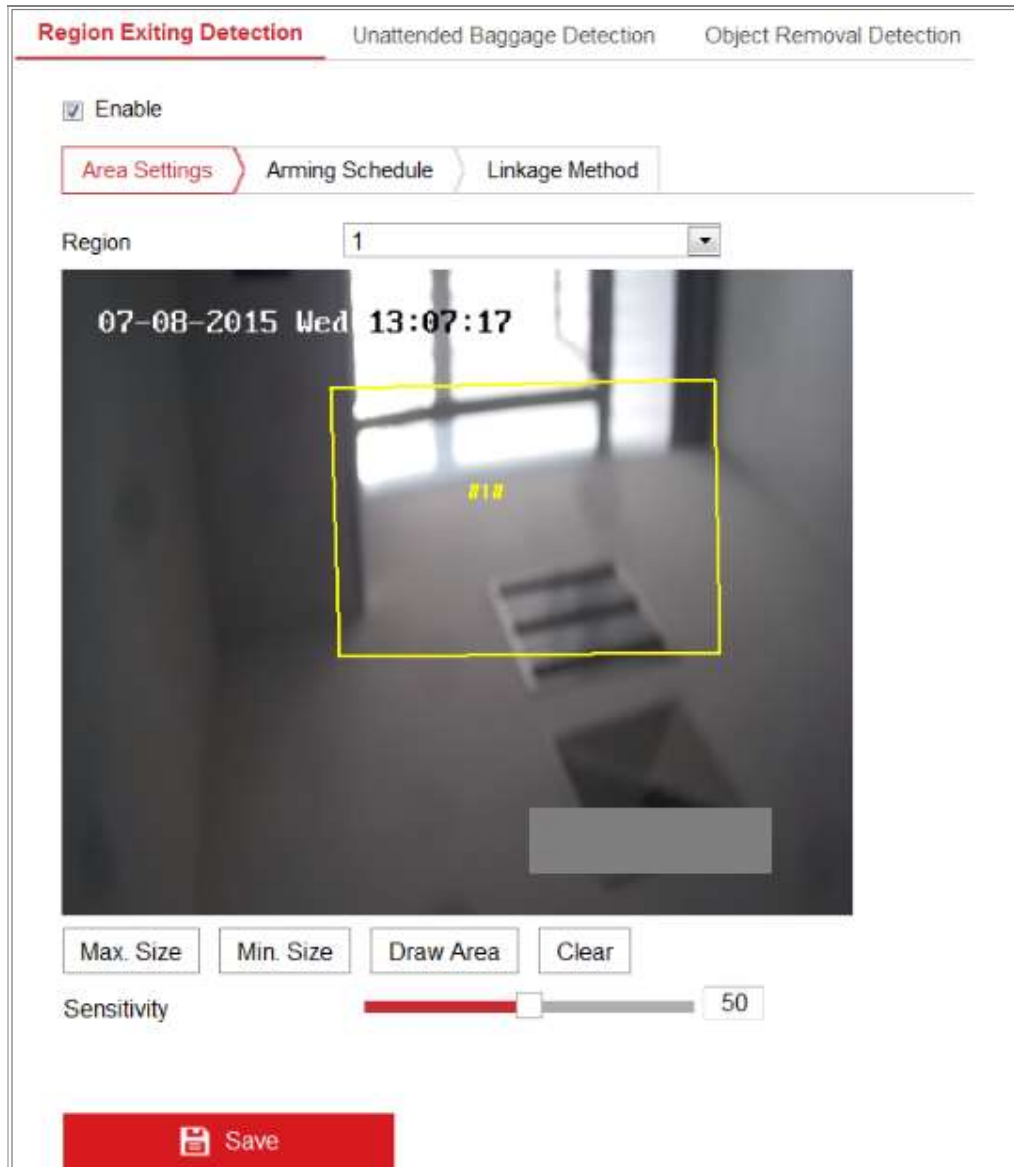 Region Exiting Detection Unattended Baggage Detection Object Removal Detection
Enable
Area Settings Arming Schedule Linkage Method
Region 1
07-08-2015 Wed 13:07:17
#1#
Max. Size Min. Size Draw Area Clear
Sensitivity 50
Save